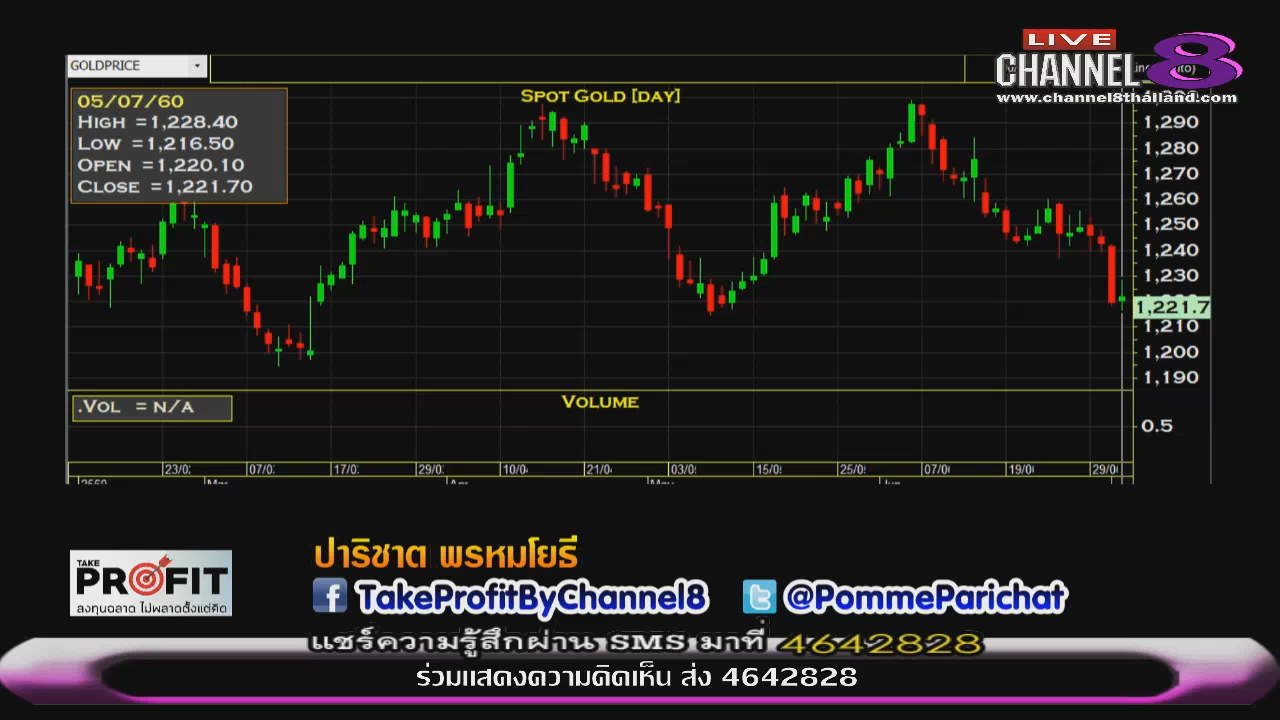 LIVE
CHANNEL 8
www.channel8thailand.com
GOLDPRICE
SPOT GOLD [DAY]
05/07/60
HIGH =1,228.40
LOW =1,216.50
OPEN =1,220.10
CLOSE =1,221.70
1,290
1,280
1,270
1,260
1,250
1,240
1,230
1,221.7
1,210
1,200
1,190
.VOL = N/A
VOLUME
0.5
23/0
07/0
17/0
29/0
10/0
21/0
03/0
15/0
25/0
07/0
19/0
29/0
2560
Mar
Apr
May
Jun
TAKE
PROFIT
ลงทุนฉลาด ไม่พลาดตั้งแต่คิด
ปาริชาต พรหมโยธี
TakeProfitByChannel8
@PommeParichat
แชร์ความรู้สึกผ่าน SMS มาที่ 4642828
ร่วมแสดงความคิดเห็น ส่ง 4642828